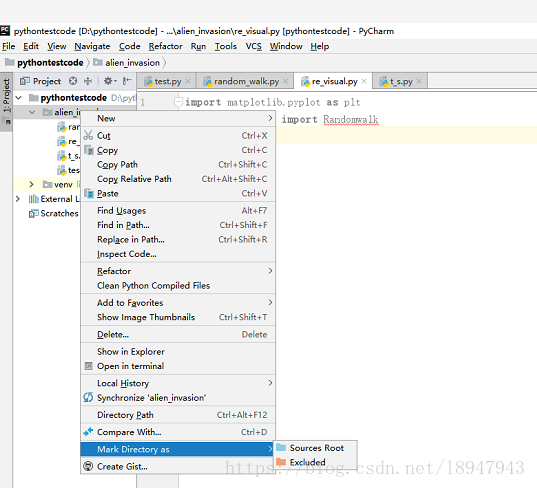 PC pythontestcode [D:\pythontestcode] - ...\alien_invasion\re_visual.py [pythontestcode] - PyCharm
File Edit View Navigate Code Refactor Run Tools VCS Window Help
pythontestcode alien_invasion
1: Project
Project
test.py random_walk.py re_visual.py t_s.py
pythontestcode D:\pyth
1 import matplotlib.pyplot as plt
import Randomwalk
alien_in
ran
re_
t_s.
test
venv
External Li
Scratches
New
Cut Ctrl+X
Copy Ctrl+C
Copy Path Ctrl+Shift+C
Copy Relative Path Ctrl+Alt+Shift+C
Paste Ctrl+V
Find Usages Alt+F7
Find in Path... Ctrl+Shift+F
Replace in Path... Ctrl+Shift+R
Inspect Code...
Refactor
Clean Python Compiled Files
Add to Favorites
Show Image Thumbnails Ctrl+Shift+T
Delete... Delete
Show in Explorer
Open in terminal
Local History
Synchronize 'alien_invasion'
Directory Path Ctrl+Alt+F12
Compare With... Ctrl+D
Mark Directory as
Sources Root
Excluded
Create Gist...
https://blog.csdn.net/l8947943